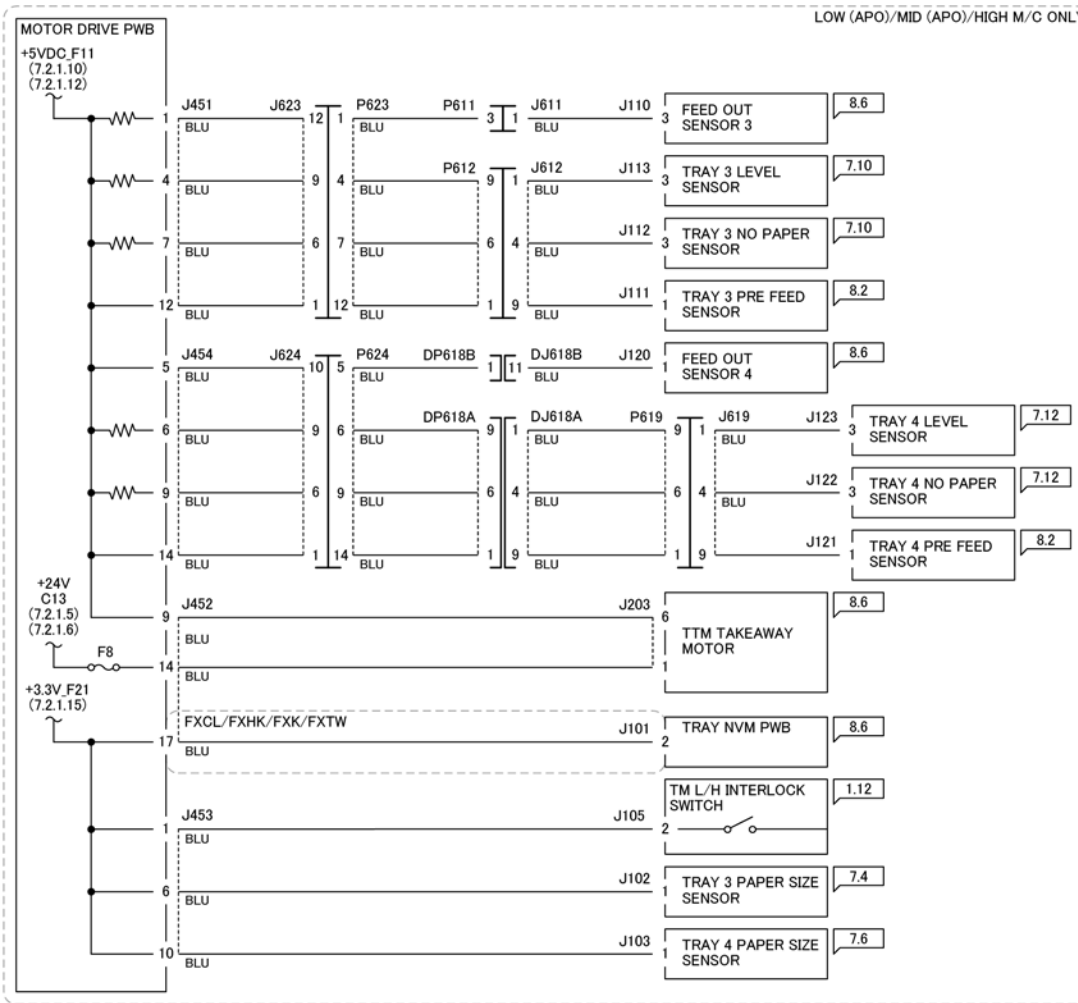 LOW (APO)/MID (APO)/HIGH M/C ONLY
MOTOR DRIVE PWB
+5VDC_F11
(7.2.1.10)
(7.2.1.12)
1 J451 J623 12 1 P623 P611 3 1 J611 J110 3 FEED OUT 8.6
BLU BLU BLU SENSOR 3
4 9 4 P612 9 1 J612 J113 3 TRAY 3 LEVEL 7.10
BLU BLU BLU SENSOR
7 6 7 6 4 J112 3 TRAY 3 NO PAPER 7.10
BLU BLU BLU SENSOR
12 1 12 1 9 J111 1 TRAY 3 PRE FEED 8.2
BLU BLU BLU SENSOR
5 J454 J624 10 5 P624 DP618B 1 11 DJ618B J120 1 FEED OUT 8.6
BLU BLU BLU SENSOR 4
6 9 6 DP618A 9 1 DJ618A P619 9 1 J619 J123 3 TRAY 4 LEVEL 7.12
BLU BLU BLU BLU SENSOR
9 6 9 6 4 6 4 J122 3 TRAY 4 NO PAPER 7.12
BLU BLU BLU BLU SENSOR
14 1 14 1 9 1 9 J121 1 TRAY 4 PRE FEED 8.2
BLU BLU BLU SENSOR
+24V
C13
(7.2.1.5)
(7.2.1.6)
9 J452 J203 6 8.6
BLU TTM TAKEAWAY
MOTOR
F8 14 1
BLU
+3.3V_F21
(7.2.1.15)
FXCL/FXHK/FXK/FXTW
17 J101 2 TRAY NVM PWB 8.6
BLU
TM L/H INTERLOCK 1.12
SWITCH
1 J453 J105 2
BLU
6 J102 1 TRAY 3 PAPER SIZE 7.4
BLU SENSOR
10 J103 1 TRAY 4 PAPER SIZE 7.6
BLU SENSOR